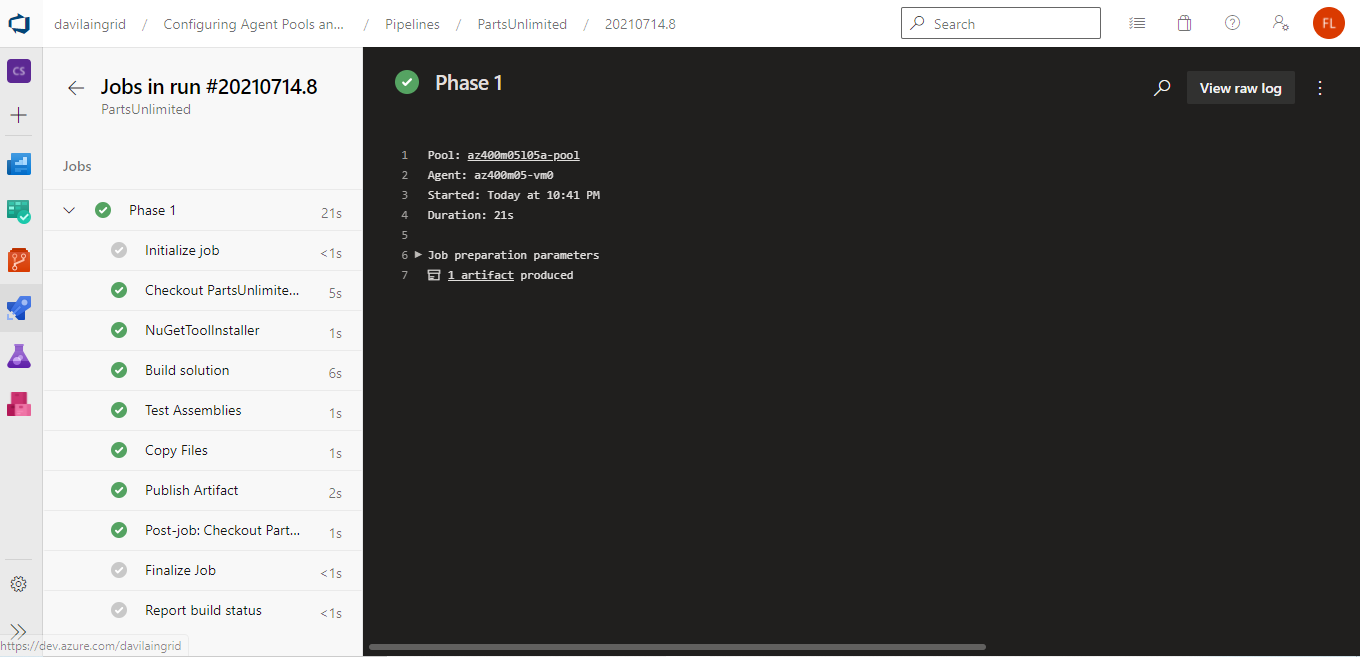 davilaingrid / Configuring Agent Pools an... / Pipelines / PartsUnlimited / 20210714.8
Search
FL
CS
Jobs in run #20210714.8
PartsUnlimited
Jobs
Phase 1 21s
Initialize job <1s
Checkout PartsUnlimite... 5s
NuGetToolInstaller 1s
Build solution 6s
Test Assemblies 1s
Copy Files 1s
Publish Artifact 2s
Post-job: Checkout Part... 1s
Finalize Job <1s
Report build status <1s
https://dev.azure.com/davilaingrid
Phase 1
View raw log
1 Pool: az400m05l05a-pool
2 Agent: az400m05-vm0
3 Started: Today at 10:41 PM
4 Duration: 21s
5
6 Job preparation parameters
7 1 artifact produced